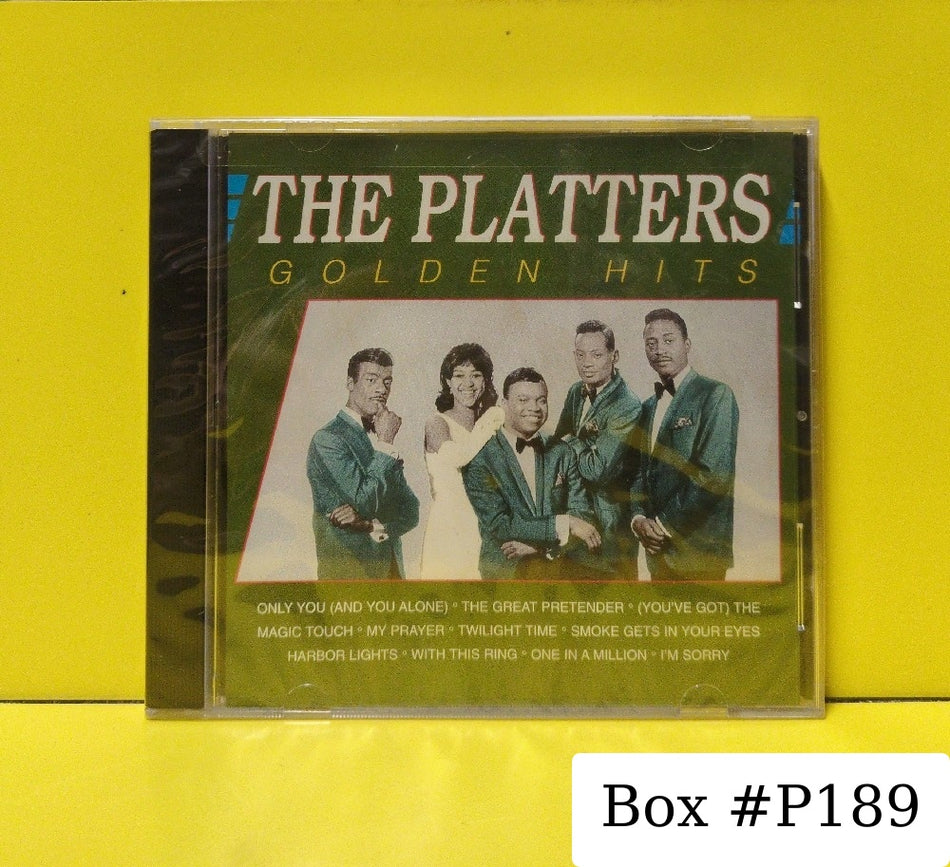 THE PLATTERS
GOLDEN HITS
ONLY YOU (AND YOU ALONE) ° THE GREAT PRETENDER ° (YOU'VE GOT) THE
MAGIC TOUCH ° MY PRAYER ° TWILIGHT TIME ° SMOKE GETS IN YOUR EYES
HARBOR LIGHTS ° WITH THIS RING ° ONE IN A MILLION ° I'M SORRY
Box #P189